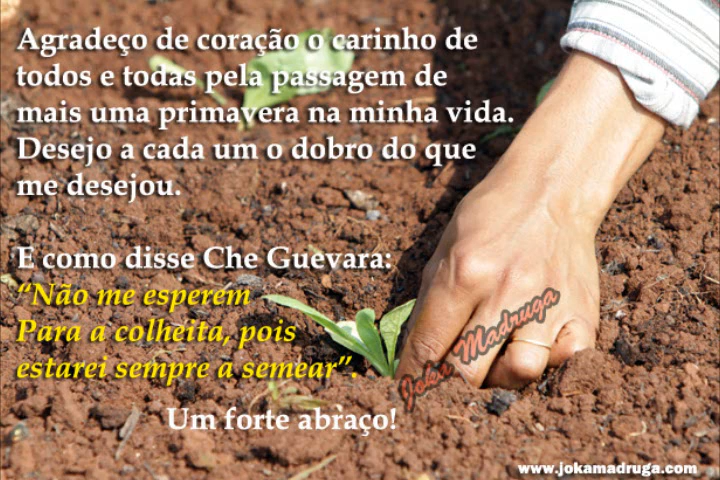 Agradeço de coração o carinho de
todos e todas pela passagem de
mais uma primavera na minha vida.
Desejo a cada um o dobro do que
me desejou.
E como disse Che Guevara:
“Não me esperem
Para a colheita, pois
estarei sempre a semear”.
Um forte abraço!
Joka Madruga
www.jokamadruga.com